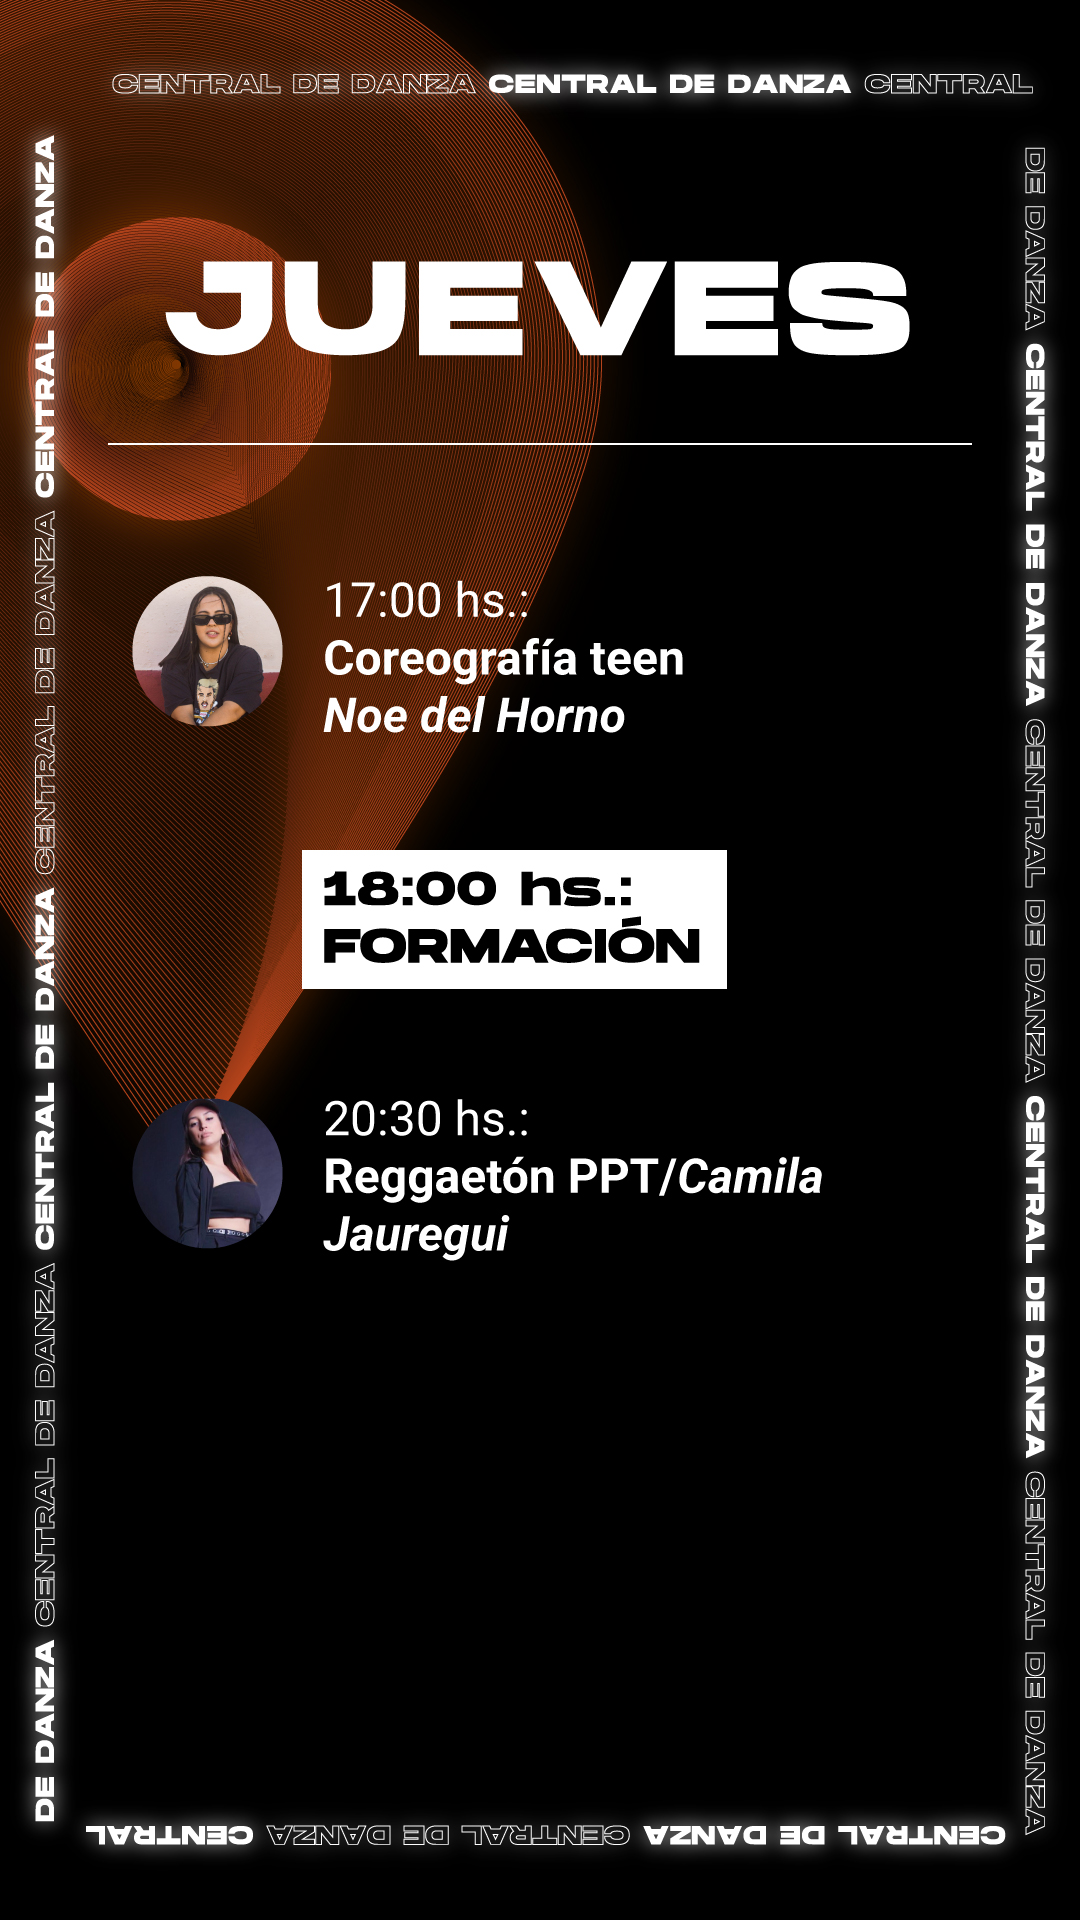 CENTRAL DE DANZA CENTRAL DE DANZA CENTRAL
DE DANZA CENTRAL DE DANZA CENTRAL DE DANZA CENTRAL DE DANZA CENTRAL DE DANZA
CENTRAL DE DANZA CENTRAL DE DANZA CENTRAL
DE DANZA CENTRAL DE DANZA CENTRAL DE DANZA CENTRAL DE DANZA CENTRAL DE DANZA
JUEVES
17:00 hs.:
Coreografía teen
Noe del Horno
18:00 hs.:
FORMACIÓN
20:30 hs.:
Reggaetón PPT/Camila
Jauregui